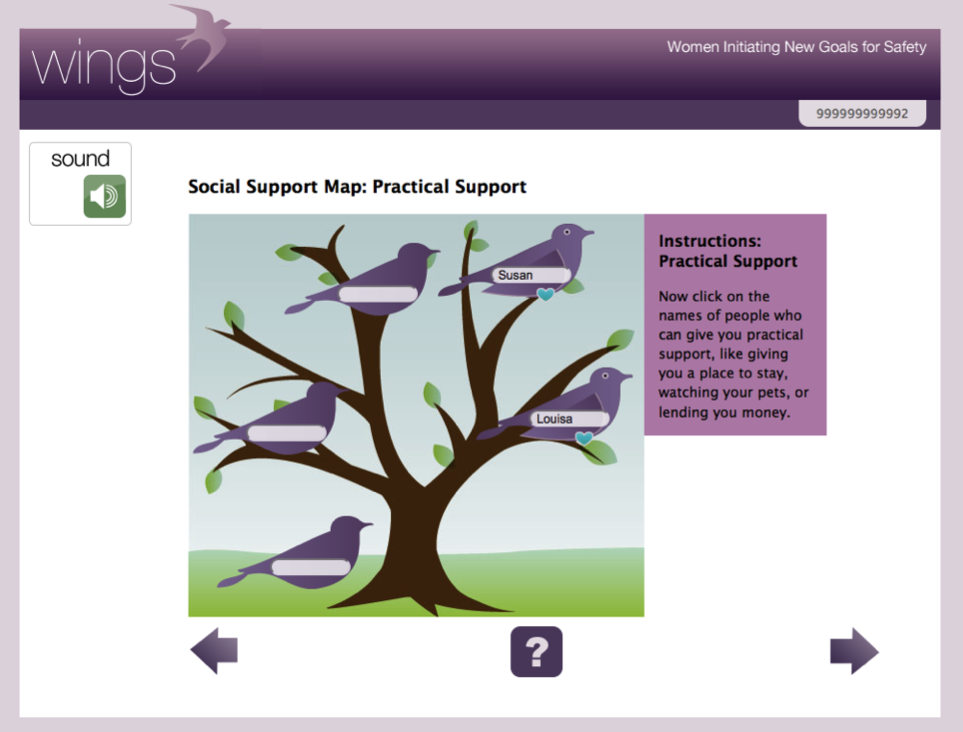 wings
Women Initiating New Goals for Safety
999999999992
sound
Social Support Map: Practical Support
Susan
Louisa
Instructions:
Practical Support
Now click on the
names of people who
can give you practical
support, like giving
you a place to stay,
watching your pets, or
lending you money.
?